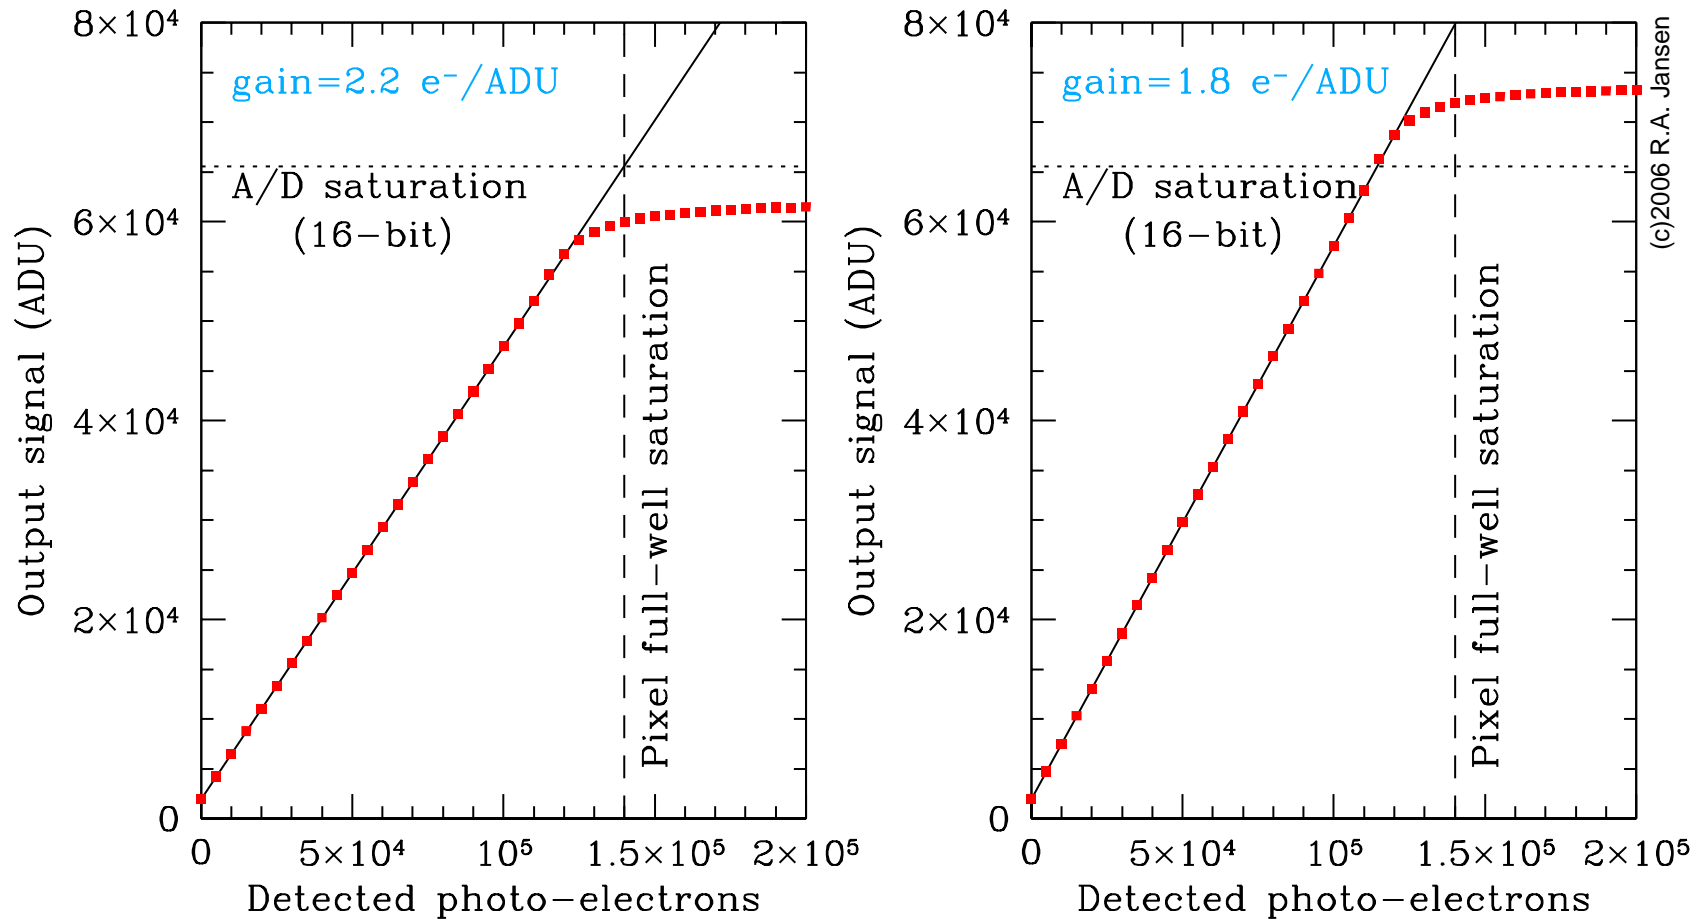 8×10⁴
6×10⁴
4×10⁴
2×10⁴
0
Output signal (ADU)
gain=2.2 e⁻/ADU
A/D saturation
(16−bit)
Pixel full−well saturation
0
5×10⁴
10⁵
1.5×10⁵
2×10⁵
Detected photo−electrons
8×10⁴
6×10⁴
4×10⁴
2×10⁴
0
Output signal (ADU)
gain=1.8 e⁻/ADU
A/D saturation
(16−bit)
Pixel full−well saturation
0
5×10⁴
10⁵
1.5×10⁵
2×10⁵
Detected photo−electrons
(c)2006 R.A. Jansen